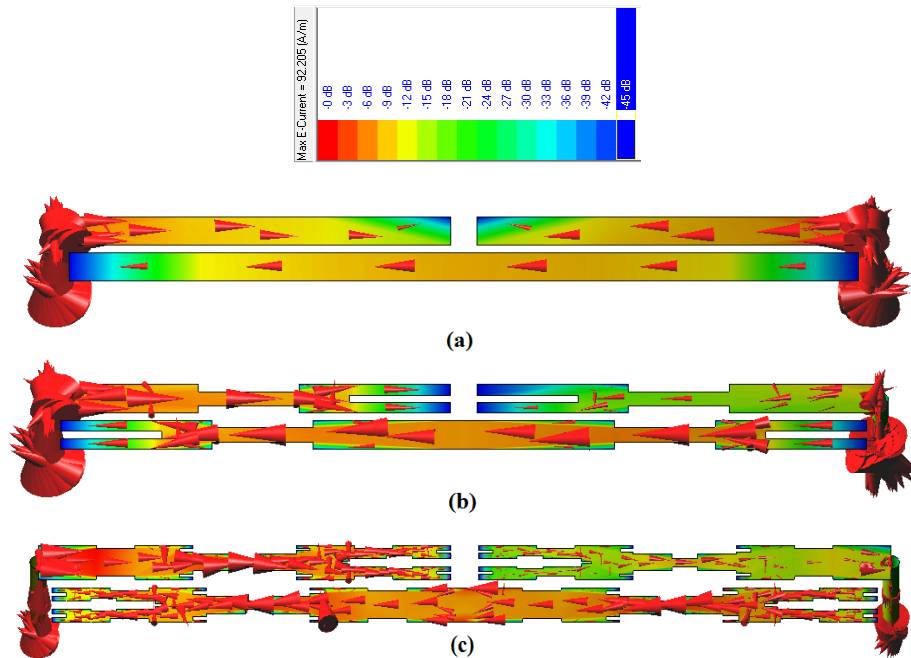 Max E-Current = 92.205 (A/m)
-0 dB
-3 dB
-6 dB
-9 dB
-12 dB
-15 dB
-18 dB
-21 dB
-24 dB
-27 dB
-30 dB
-33 dB
-36 dB
-39 dB
-42 dB
-45 dB
(a)
(b)
(c)